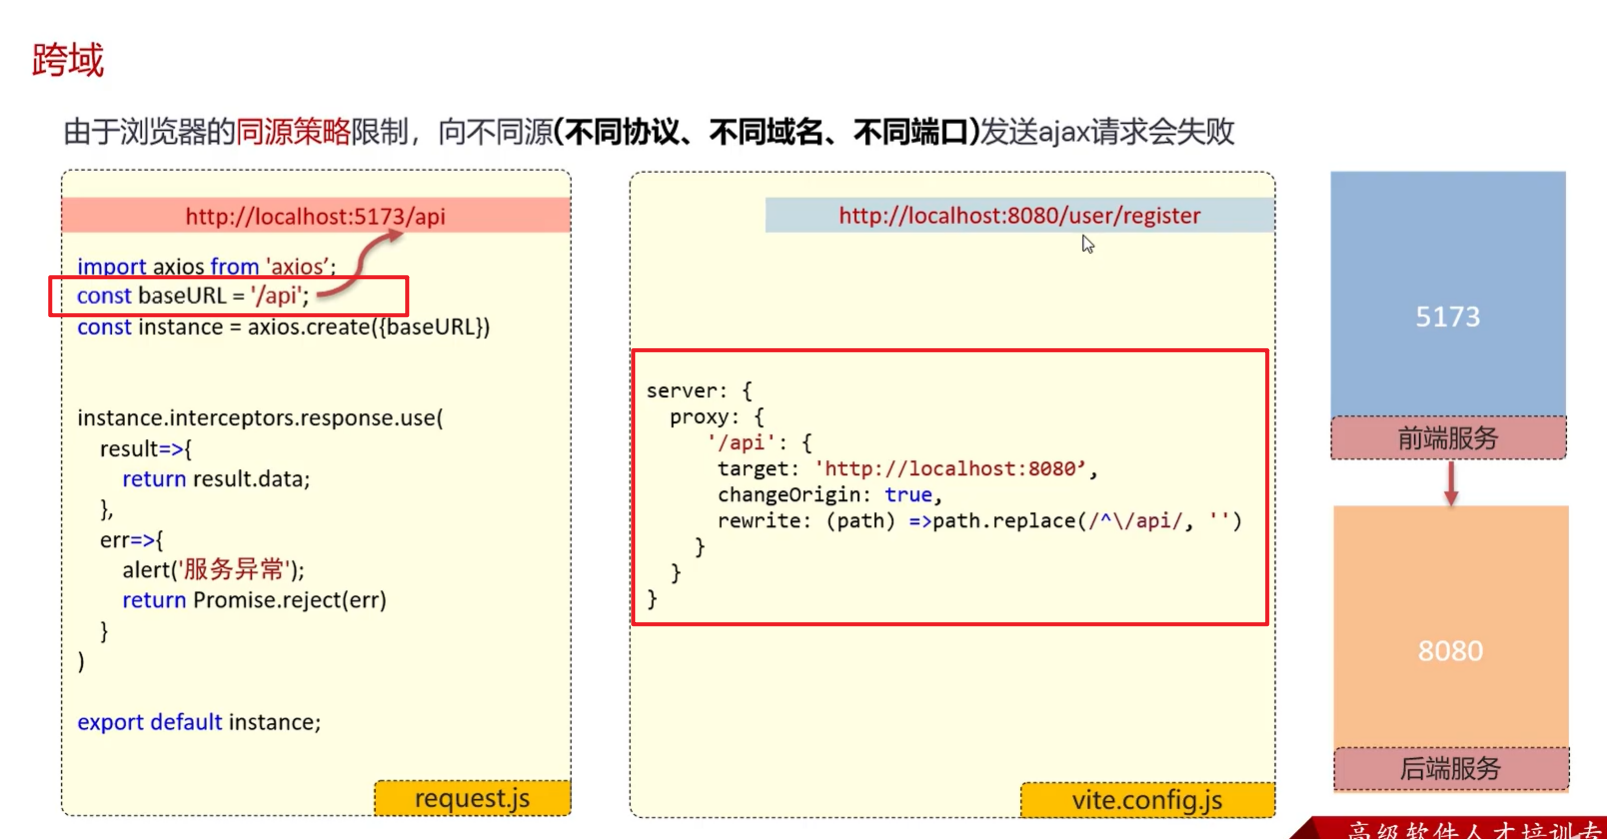 跨域
由于浏览器的同源策略限制，向不同源(不同协议、不同域名、不同端口)发送ajax请求会失败
http://localhost:5173/api
import axios from 'axios’;
const baseURL = '/api';
const instance = axios.create({baseURL})
instance.interceptors.response.use(
result=>{
return result.data;
},
err=>{
alert('服务异常');
return Promise.reject(err)
}
)
export default instance;
request.js
http://localhost:8080/user/register
server: {
proxy: {
'/api': {
target: 'http://localhost:8080’,
changeOrigin: true,
rewrite: (path) =>path.replace(/^\/api/, '')
}
}
}
vite.config.js
5173
前端服务
8080
后端服务
高级软件人才培训专